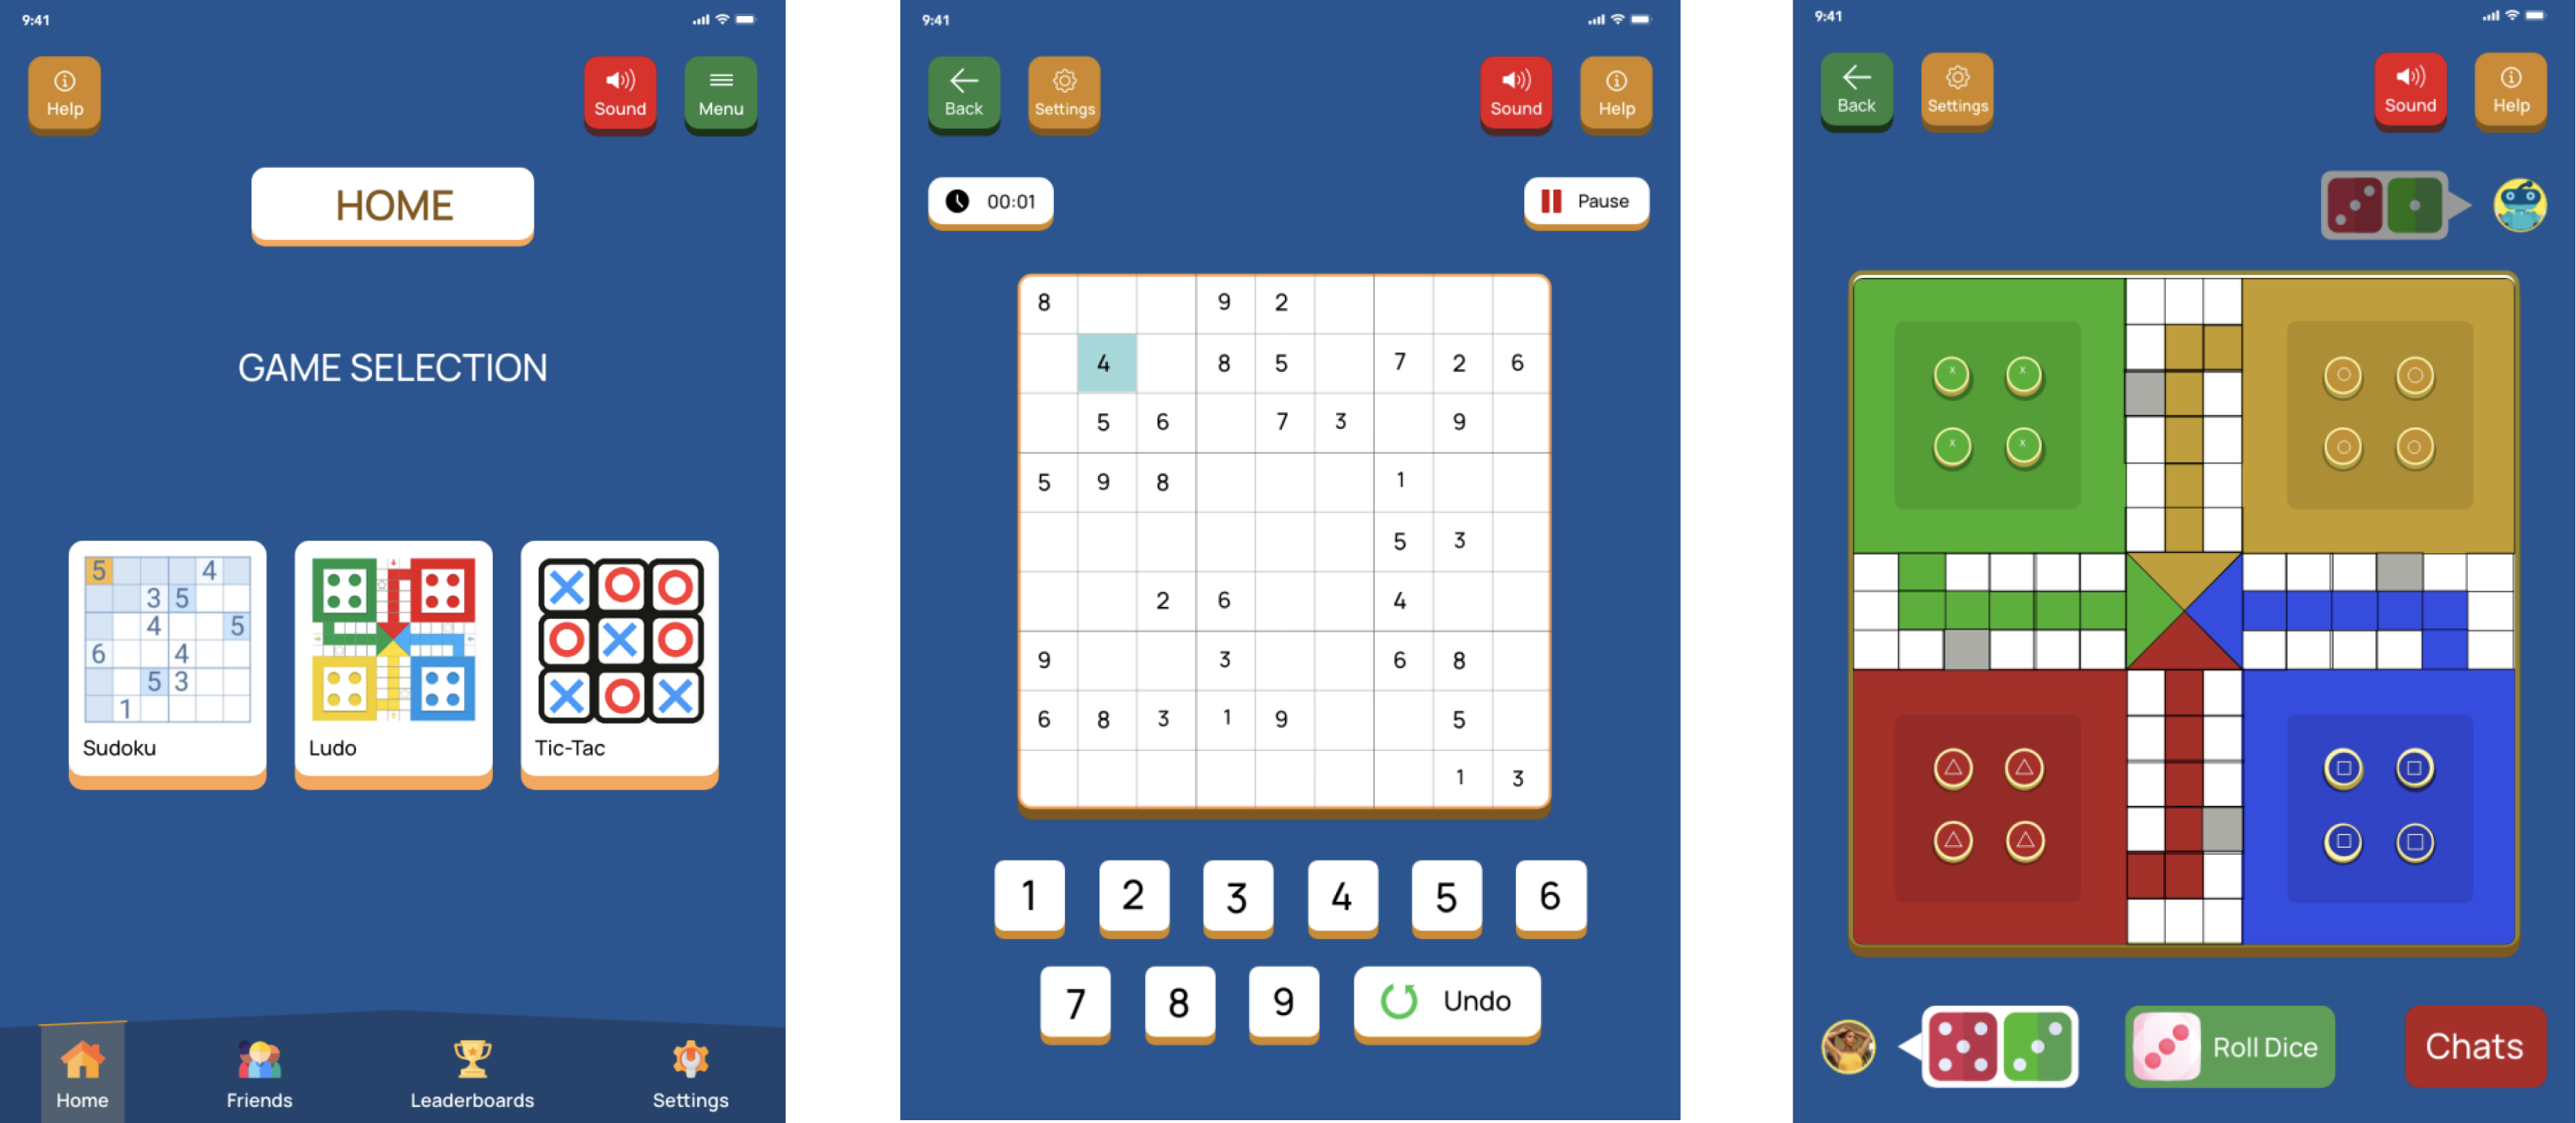 9:41
Help
Sound
Menu
HOME
GAME SELECTION
5 4
3 5
4 5
6 4
5 3
1
Sudoku
Ludo
Tic-Tac
Home
Friends
Leaderboards
Settings
9:41
Back
Settings
Sound
Help
00:01
Pause
8 9 2
4 8 5 7 2 6
5 6 7 3 9
5 9 8 1
5 3
2 6 4
9 3 6 8
6 8 3 1 9 5
1 3
1 2 3 4 5 6
7 8 9 Undo
9:41
Back
Settings
Sound
Help
x x
x x
Roll Dice
Chats